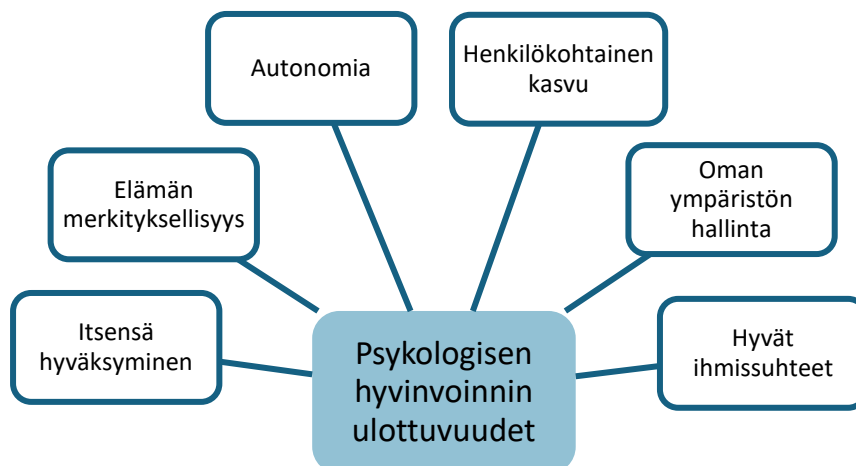 Autonomia
Henkilökohtainen
kasvu
Elämän
merkityksellisyys
Oman
ympäristön
hallinta
Itsensä
hyväksyminen
Hyvät
ihmissuhteet
Psykologisen
hyvinvoinnin
ulottuvuudet